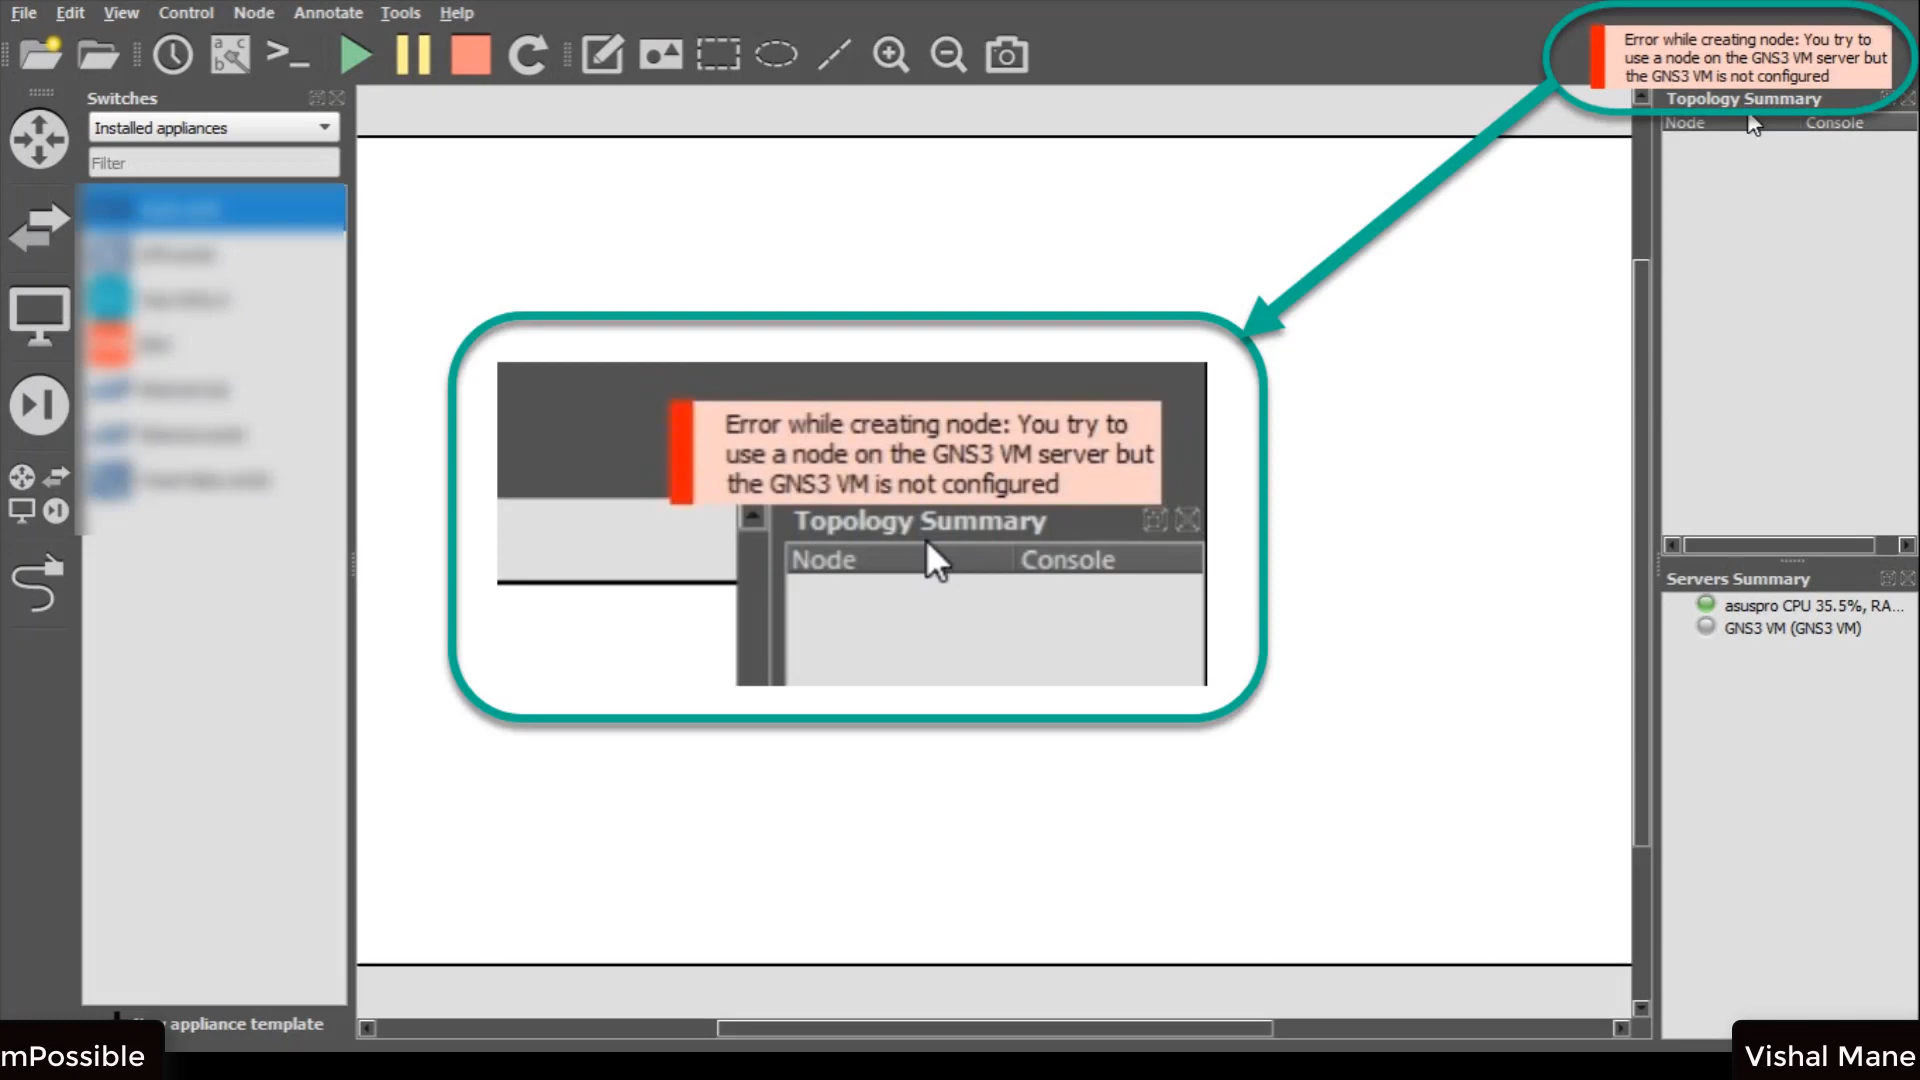 File Edit View Control Node Annotate Tools Help
Error while creating node: You try to
use a node on the GNS3 VM server but
the GNS3 VM is not configured
Switches
Installed appliances
Filter
Topology Summary
Node Console
Error while creating node: You try to
use a node on the GNS3 VM server but
the GNS3 VM is not configured
Topology Summary
Node Console
Servers Summary
asuspro CPU 35.5%, RA...
GNS3 VM (GNS3 VM)
appliance template
mPossible
Vishal Mane